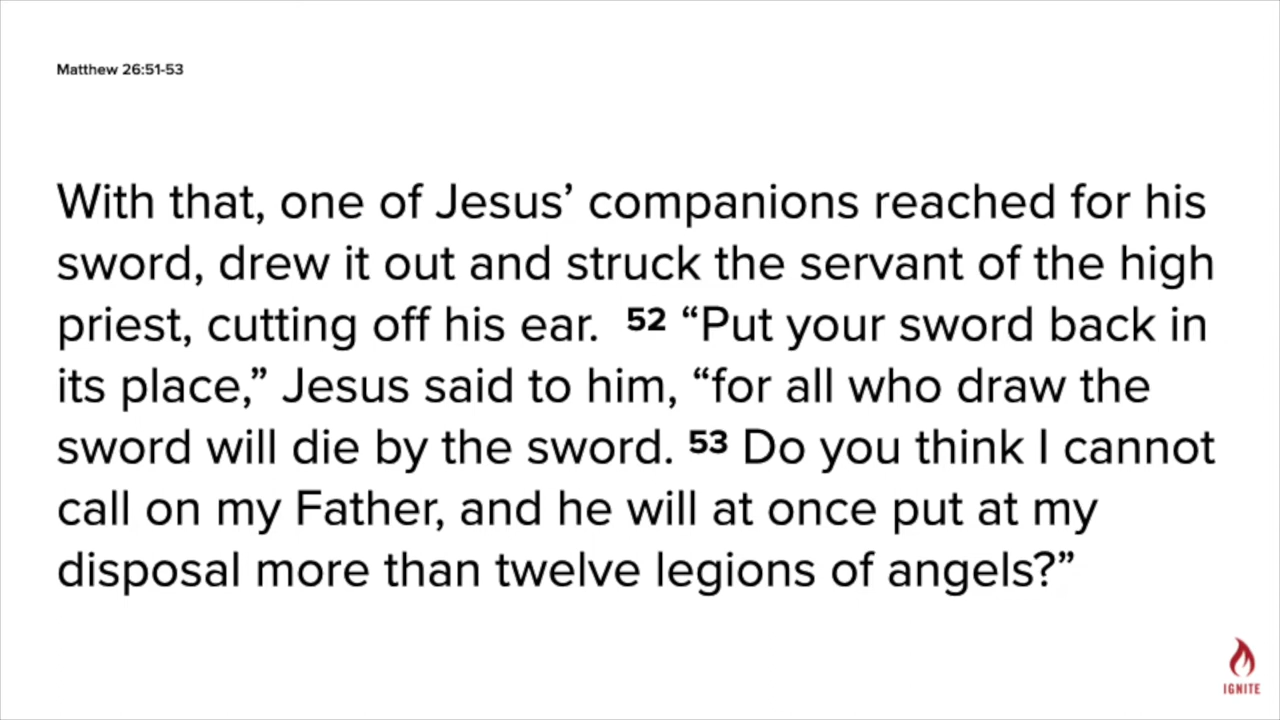 Matthew 26:51-53
With that, one of Jesus’ companions reached for his
sword, drew it out and struck the servant of the high
priest, cutting off his ear. 52 “Put your sword back in
its place,” Jesus said to him, “for all who draw the
sword will die by the sword. 53 Do you think I cannot
call on my Father, and he will at once put at my
disposal more than twelve legions of angels?”
IGNITE